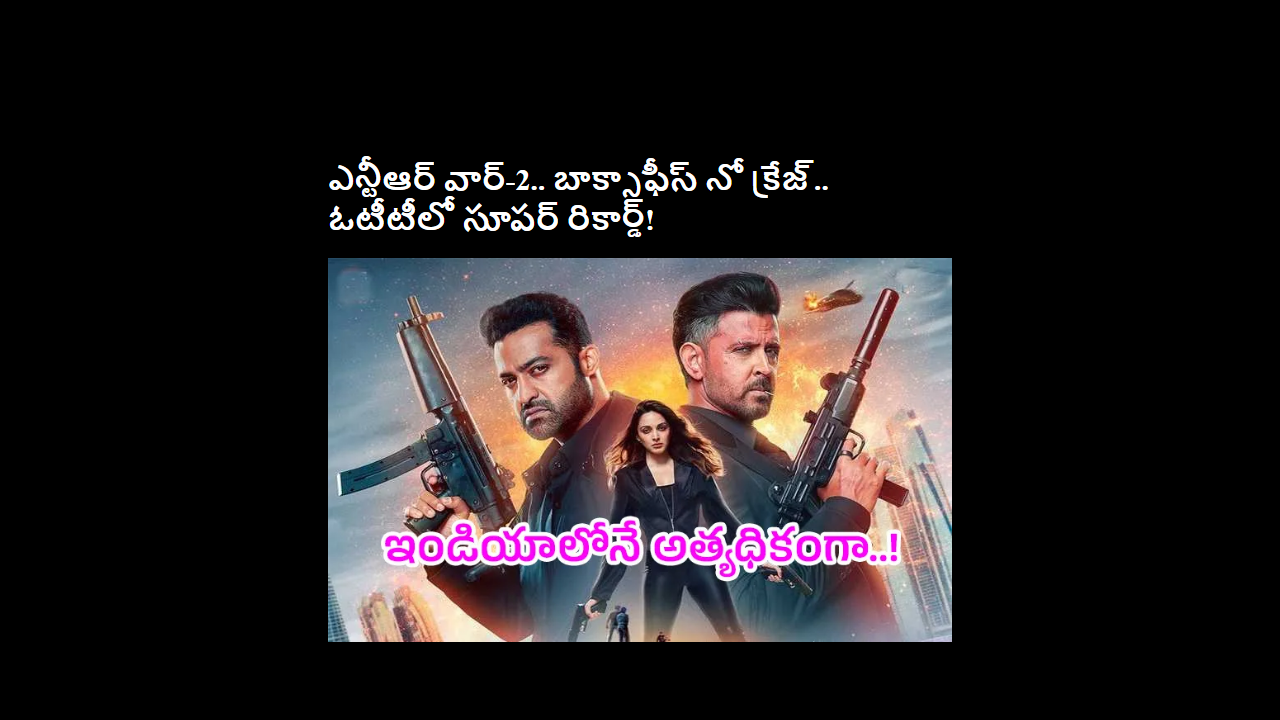 ఎన్టీఆర్ వార్-2.. బాక్సాఫీస్ నో క్రేజ్..
ఓటీటీలో సూపర్ రికార్డ్!
ఇండియాలోనే అత్యధికంగా..!